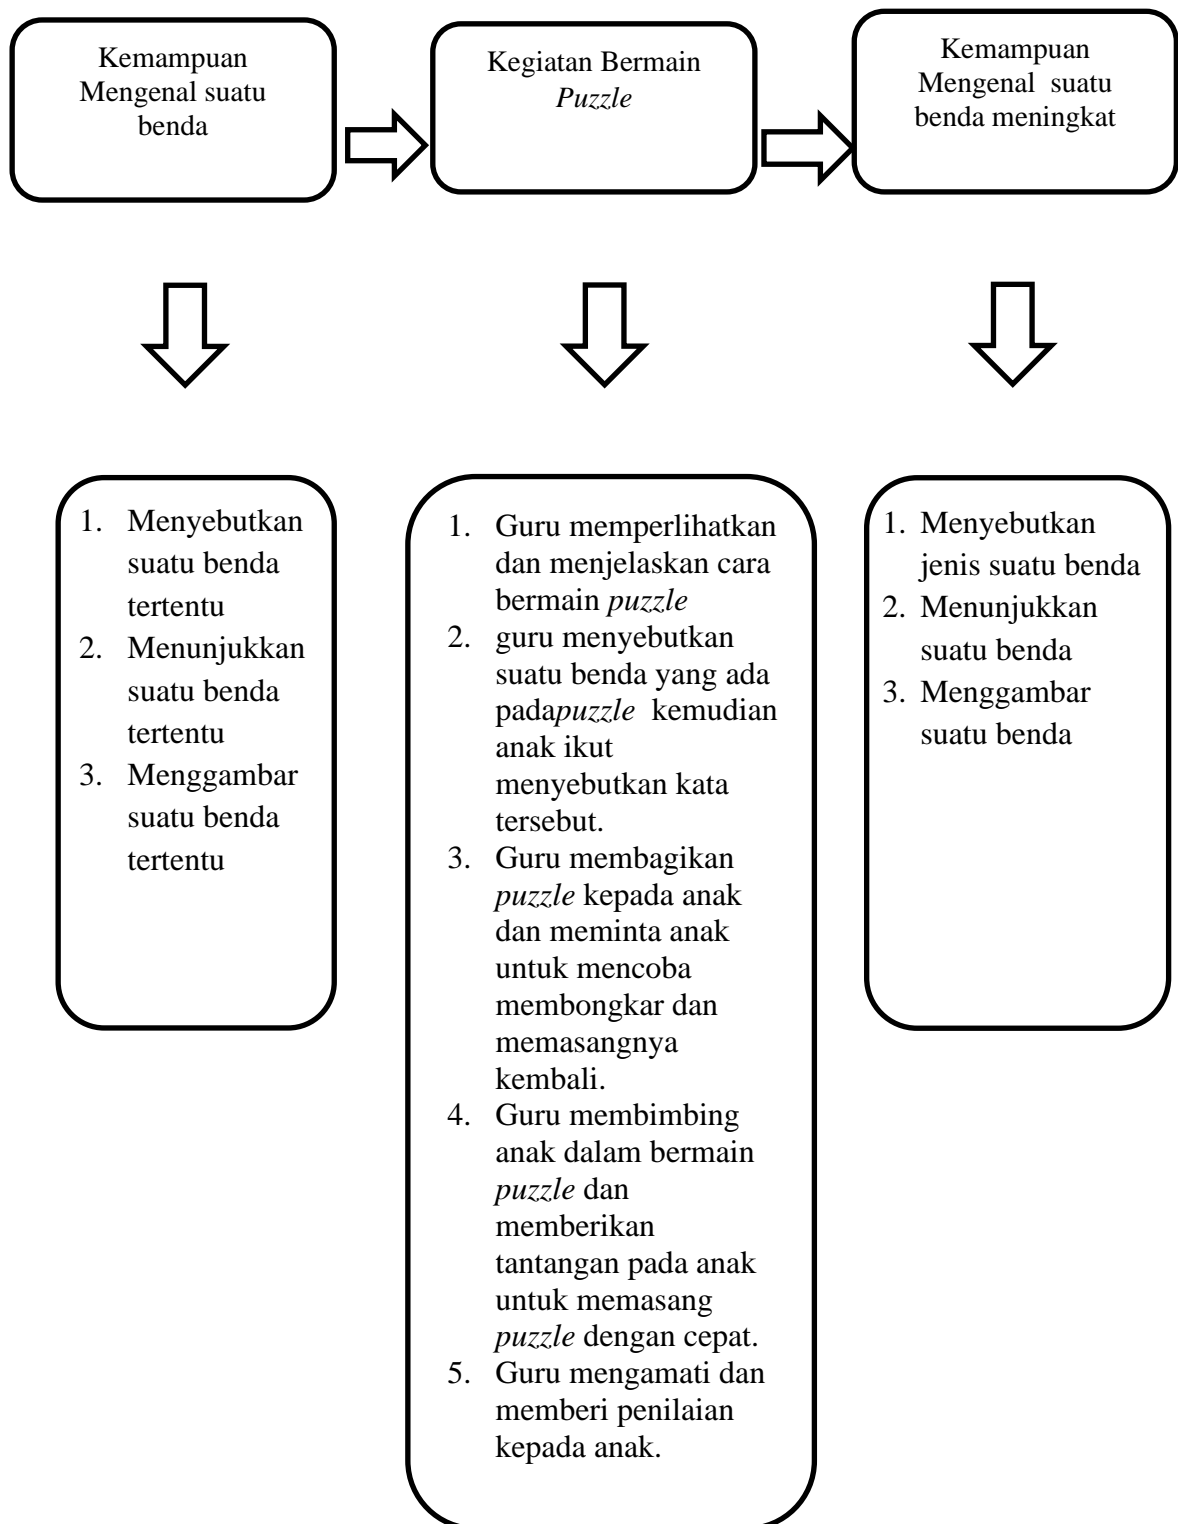 Kemampuan
Mengenal suatu
benda
Kegiatan Bermain
Puzzle
Kemampuan
Mengenal suatu
benda meningkat
1. Menyebutkan
suatu benda
tertentu
2. Menunjukkan
suatu benda
tertentu
3. Menggambar
suatu benda
tertentu
1. Guru memperlihatkan
dan menjelaskan cara
bermain puzzle
2. guru menyebutkan
suatu benda yang ada
padapuzzle kemudian
anak ikut
menyebutkan kata
tersebut.
3. Guru membagikan
puzzle kepada anak
dan meminta anak
untuk mencoba
membongkar dan
memasangnya
kembali.
4. Guru membimbing
anak dalam bermain
puzzle dan
memberikan
tantangan pada anak
untuk memasang
puzzle dengan cepat.
5. Guru mengamati dan
memberi penilaian
kepada anak.
1. Menyebutkan
jenis suatu benda
2. Menunjukkan
suatu benda
3. Menggambar
suatu benda